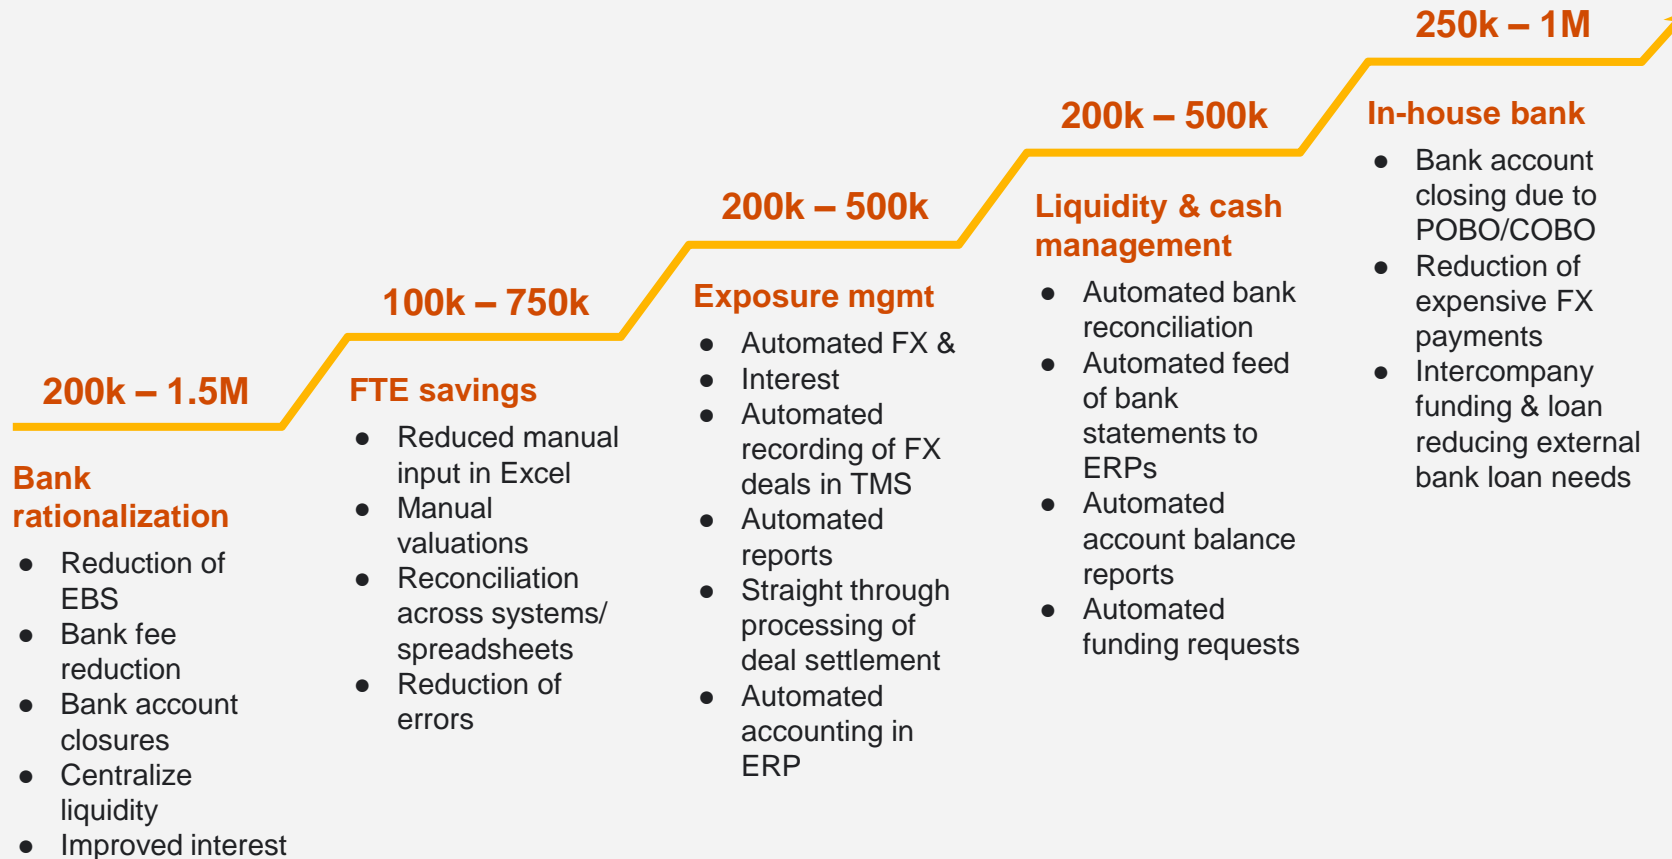 200k – 1.5M
Bank
rationalization
● Reduction of
EBS
● Bank fee
reduction
● Bank account
closures
● Centralize
liquidity
● Improved interest
100k – 750k
FTE savings
● Reduced manual
input in Excel
● Manual
valuations
● Reconciliation
across systems/
spreadsheets
● Reduction of
errors
200k – 500k
Exposure mgmt
● Automated FX &
● Interest
● Automated
recording of FX
deals in TMS
● Automated
reports
● Straight through
processing of
deal settlement
● Automated
accounting in
ERP
200k – 500k
Liquidity & cash
management
● Automated bank
reconciliation
● Automated feed
of bank
statements to
ERPs
● Automated
account balance
reports
● Automated
funding requests
250k – 1M
In-house bank
● Bank account
closing due to
POBO/COBO
● Reduction of
expensive FX
payments
● Intercompany
funding & loan
reducing external
bank loan needs